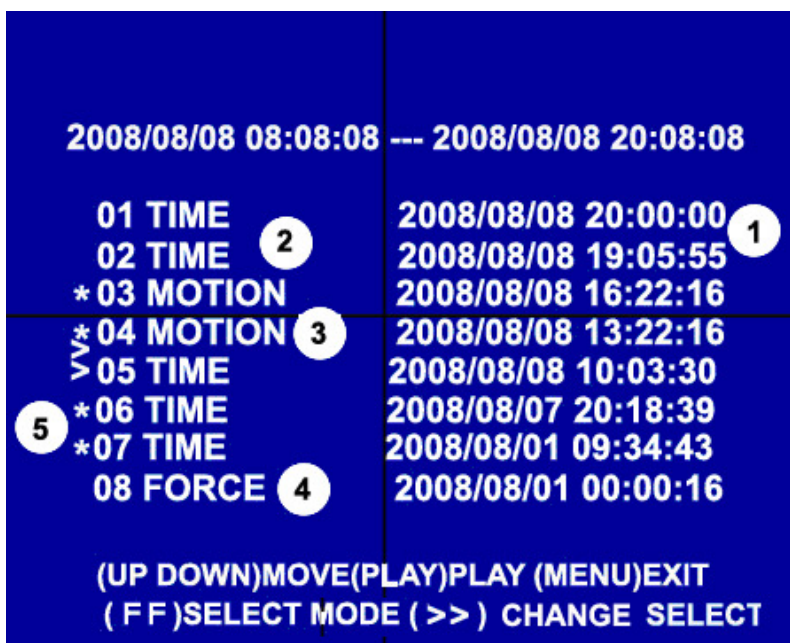 2008/08/08 08:08:08 --- 2008/08/08 20:08:08
01 TIME 2008/08/08 20:00:00 1
02 TIME 2 2008/08/08 19:05:55
*03 MOTION 2008/08/08 16:22:16
*04 MOTION 3 2008/08/08 13:22:16
>> 05 TIME 2008/08/08 10:03:30
5 *06 TIME 2008/08/07 20:18:39
*07 TIME 2008/08/01 09:34:43
08 FORCE 4 2008/08/01 00:00:16
(UP DOWN)MOVE(PLAY)PLAY (MENU)EXIT
(FF)SELECT MODE (>>) CHANGE SELECT